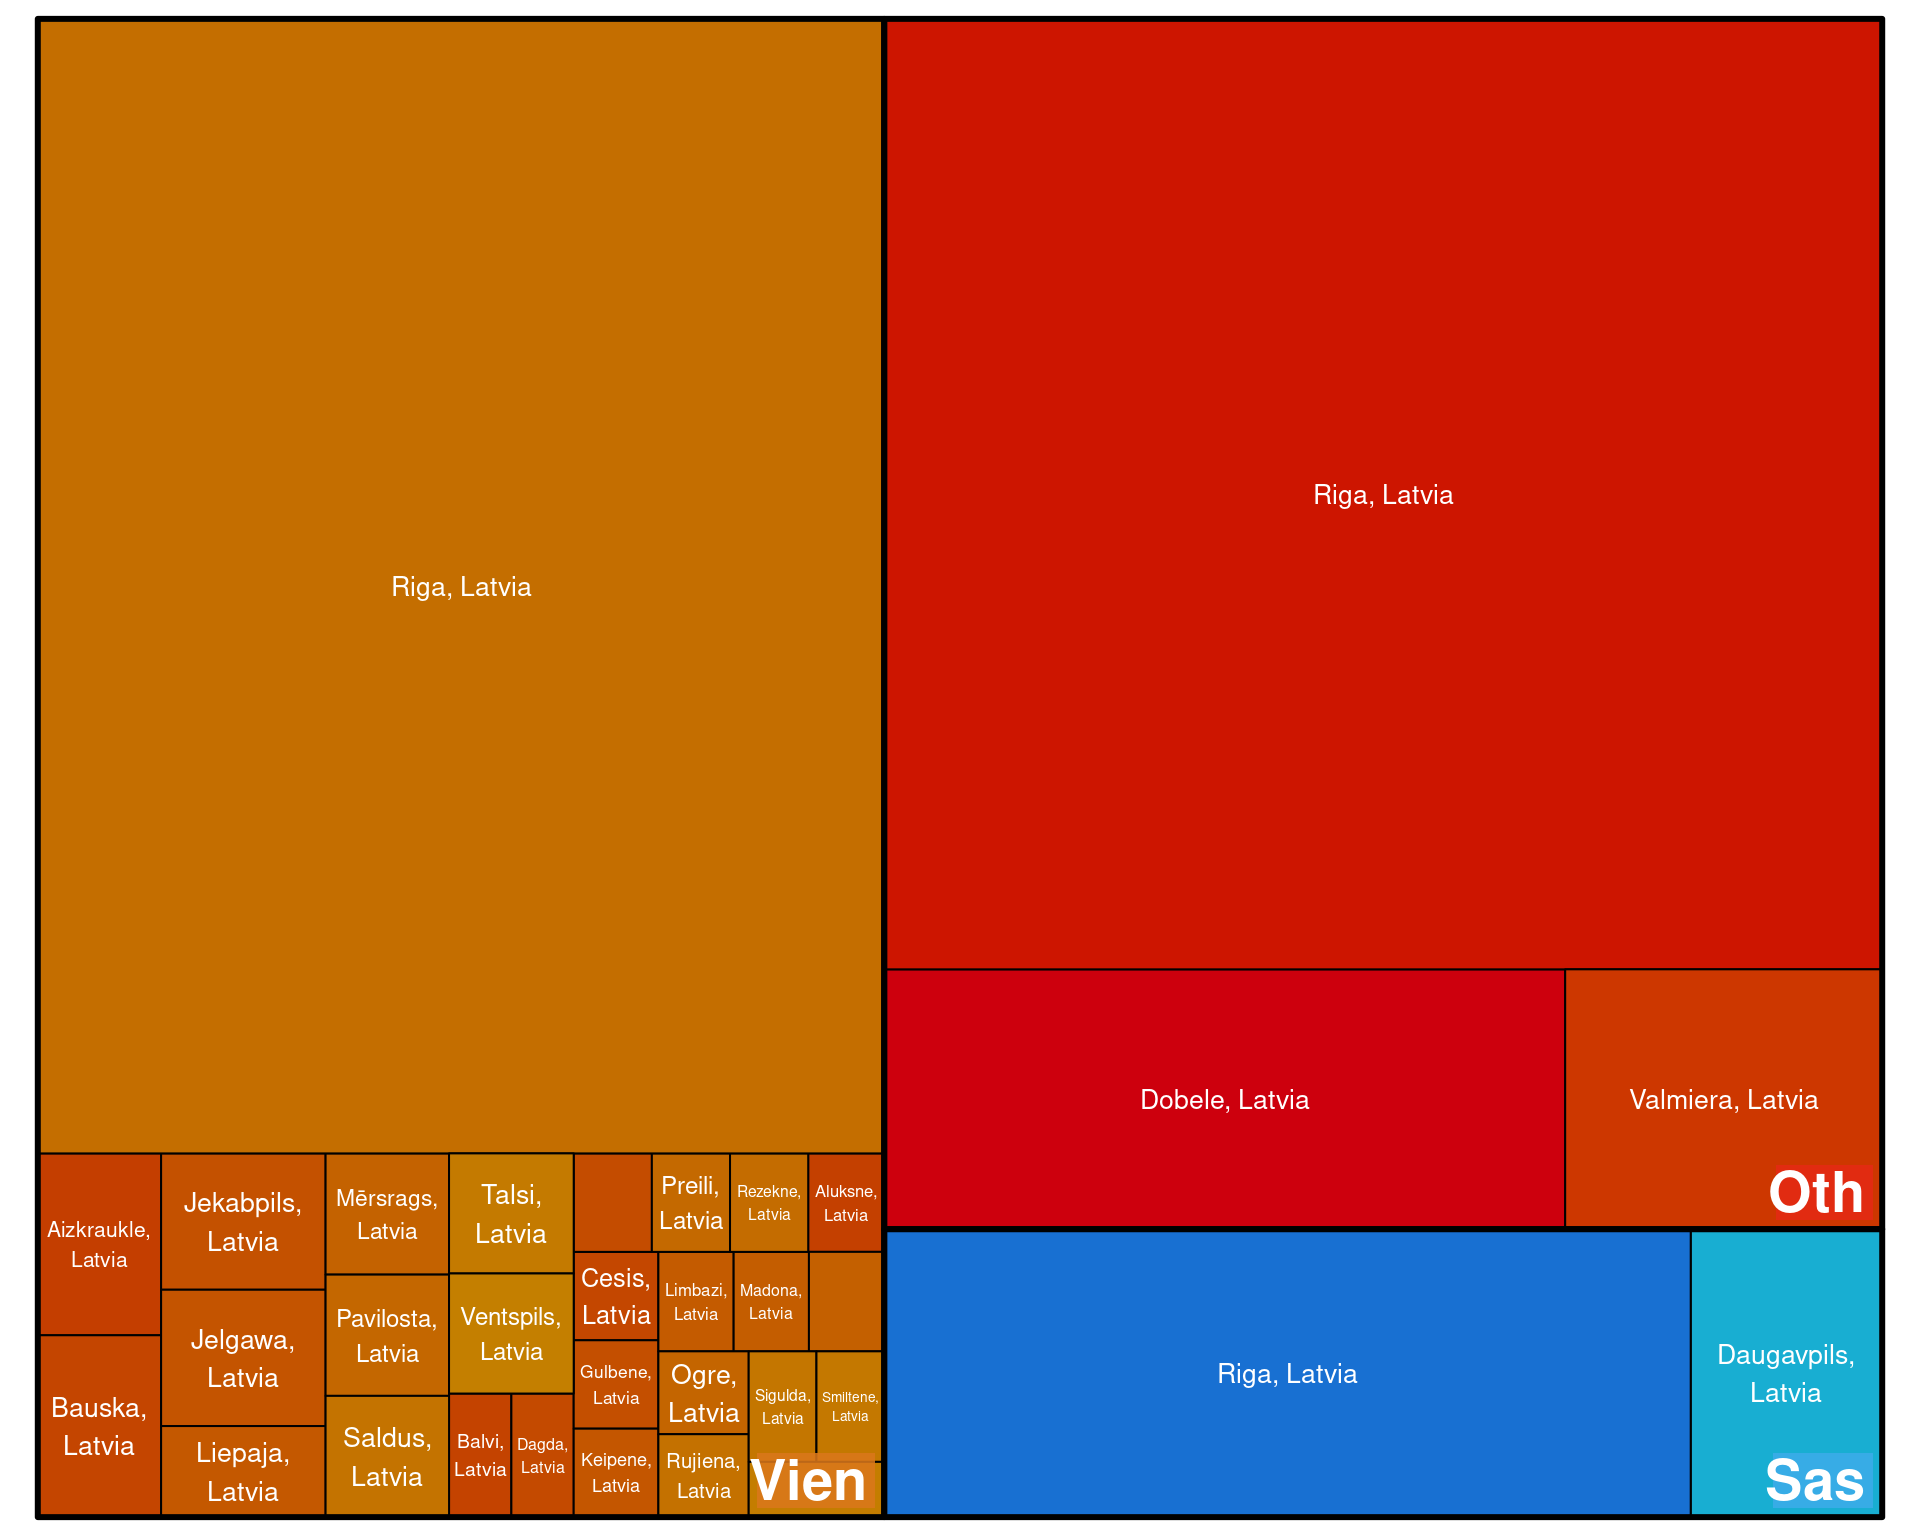 Riga, Latvia
Aizkraukle,
Latvia
Bauska,
Latvia
Jekabpils,
Latvia
Jelgawa,
Latvia
Liepaja,
Latvia
Mērsrags,
Latvia
Pavilosta,
Latvia
Saldus,
Latvia
Talsi,
Latvia
Ventspils,
Latvia
Balvi,
Latvia
Dagda,
Latvia
Preili,
Latvia
Rezekne,
Latvia
Aluksne,
Latvia
Cesis,
Latvia
Gulbene,
Latvia
Keipene,
Latvia
Limbazi,
Latvia
Madona,
Latvia
Ogre,
Latvia
Rujiena,
Latvia
Sigulda,
Latvia
Smiltene,
Latvia
Vien
Riga, Latvia
Dobele, Latvia
Valmiera, Latvia
Oth
Riga, Latvia
Daugavpils,
Latvia
Sas